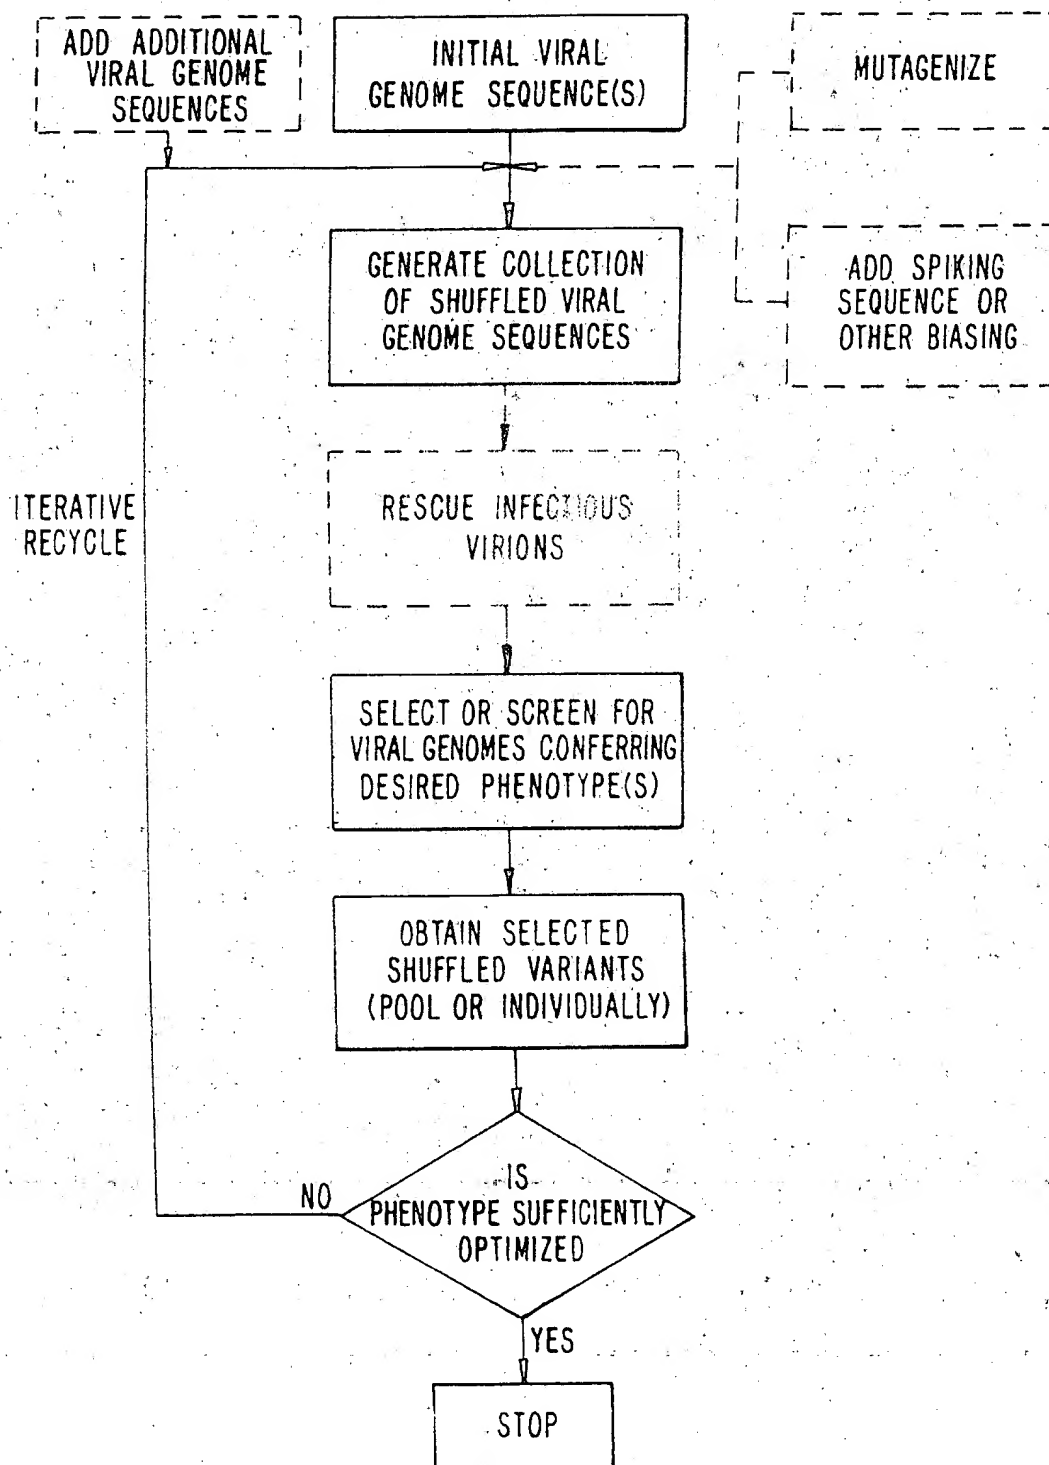 ADD ADDITIONAL
VIRAL GENOME
SEQUENCES
INITIAL VIRAL
GENOME SEQUENCE(S)
MUTAGENIZE
GENERATE COLLECTION
OF SHUFFLED VIRAL
GENOME SEQUENCES
ADD SPIKING
SEQUENCE OR
OTHER BIASING
ITERATIVE
RECYCLE
RESCUE INFECTIOUS
VIRIONS
SELECT OR SCREEN FOR
VIRAL GENOMES CONFERRING
DESIRED PHENOTYPE(S)
OBTAIN SELECTED
SHUFFLED VARIANTS
(POOL OR INDIVIDUALLY)
NO
IS
PHENOTYPE SUFFICIENTLY
OPTIMIZED
YES
STOP